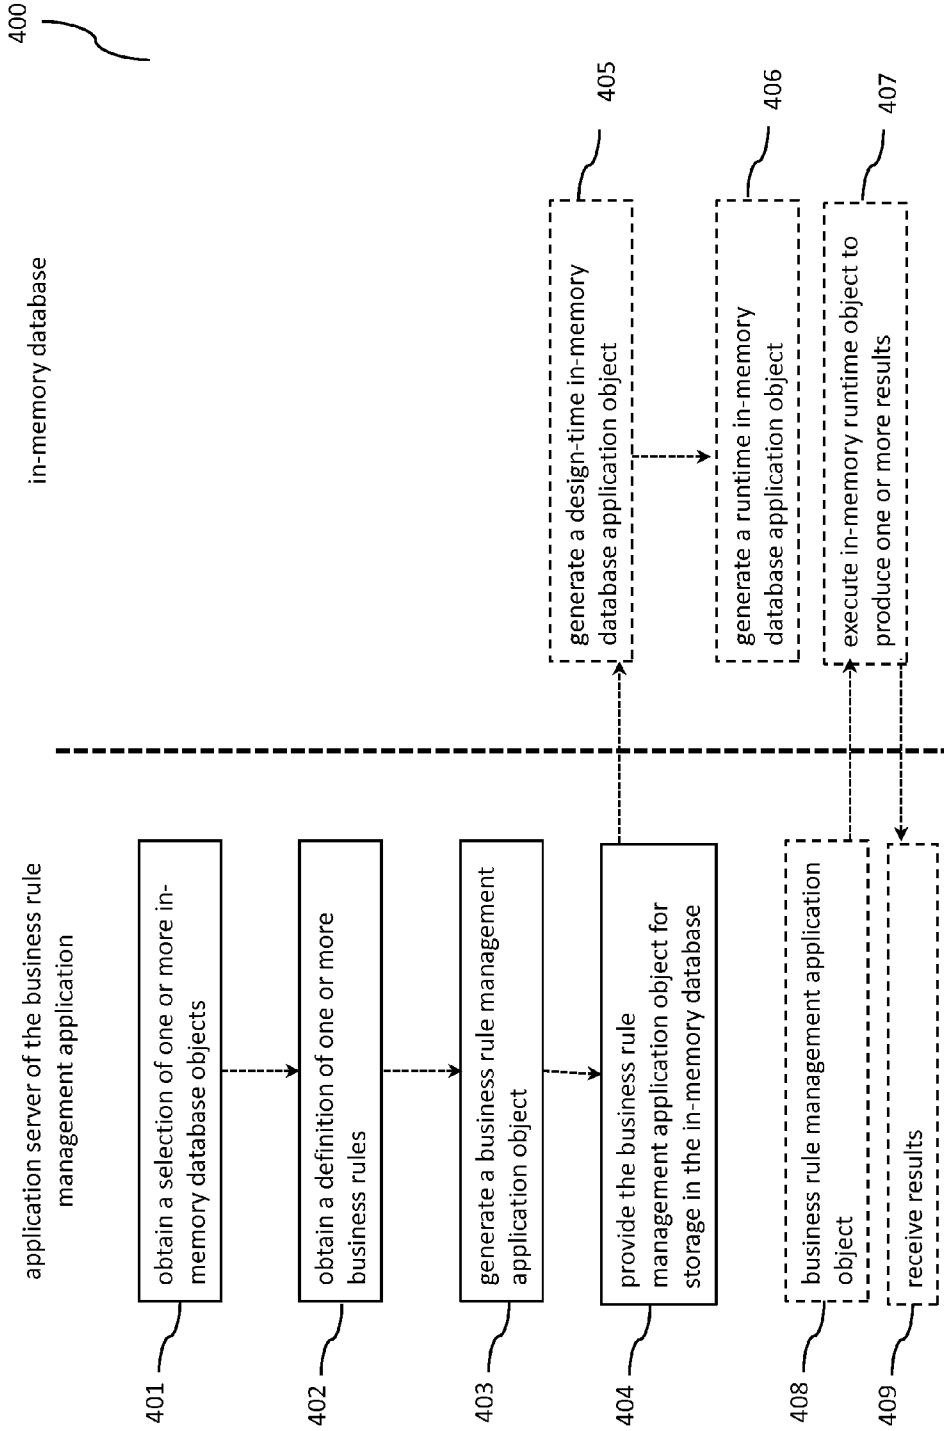 400
application server of the business rule
management application
in-memory database
401
obtain a selection of one or more in-
memory database objects
402
obtain a definition of one or more
business rules
403
generate a business rule management
application object
404
provide the business rule
management application object for
storage in the in-memory database
generate a design-time in-memory
database application object
405
generate a runtime in-memory
database application object
406
408
business rule management application
object
execute in-memory runtime object to
produce one or more results
407
409
receive results